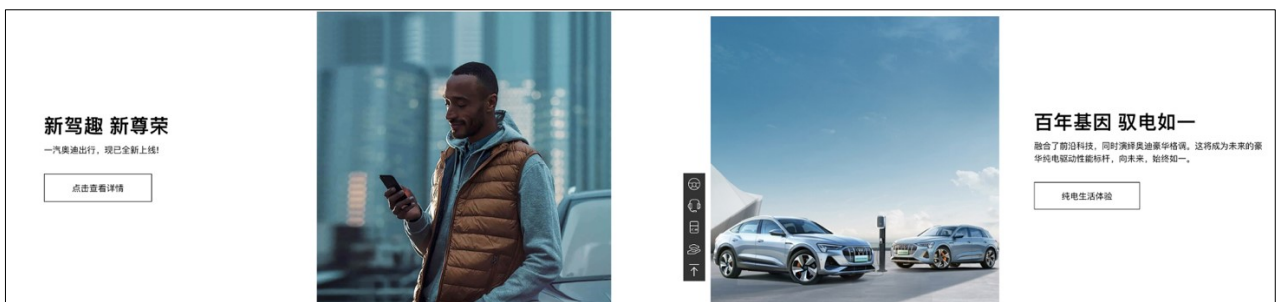 新驾趣 新尊荣
一汽奥迪出行，现已全新上线！
点击查看详情
百年基因 驭电如一
融合了前沿科技，同时演绎奥迪豪华格调。这将成为未来的豪
华纯电驱动性能标杆，向未来，始终如一。
纯电生活体验